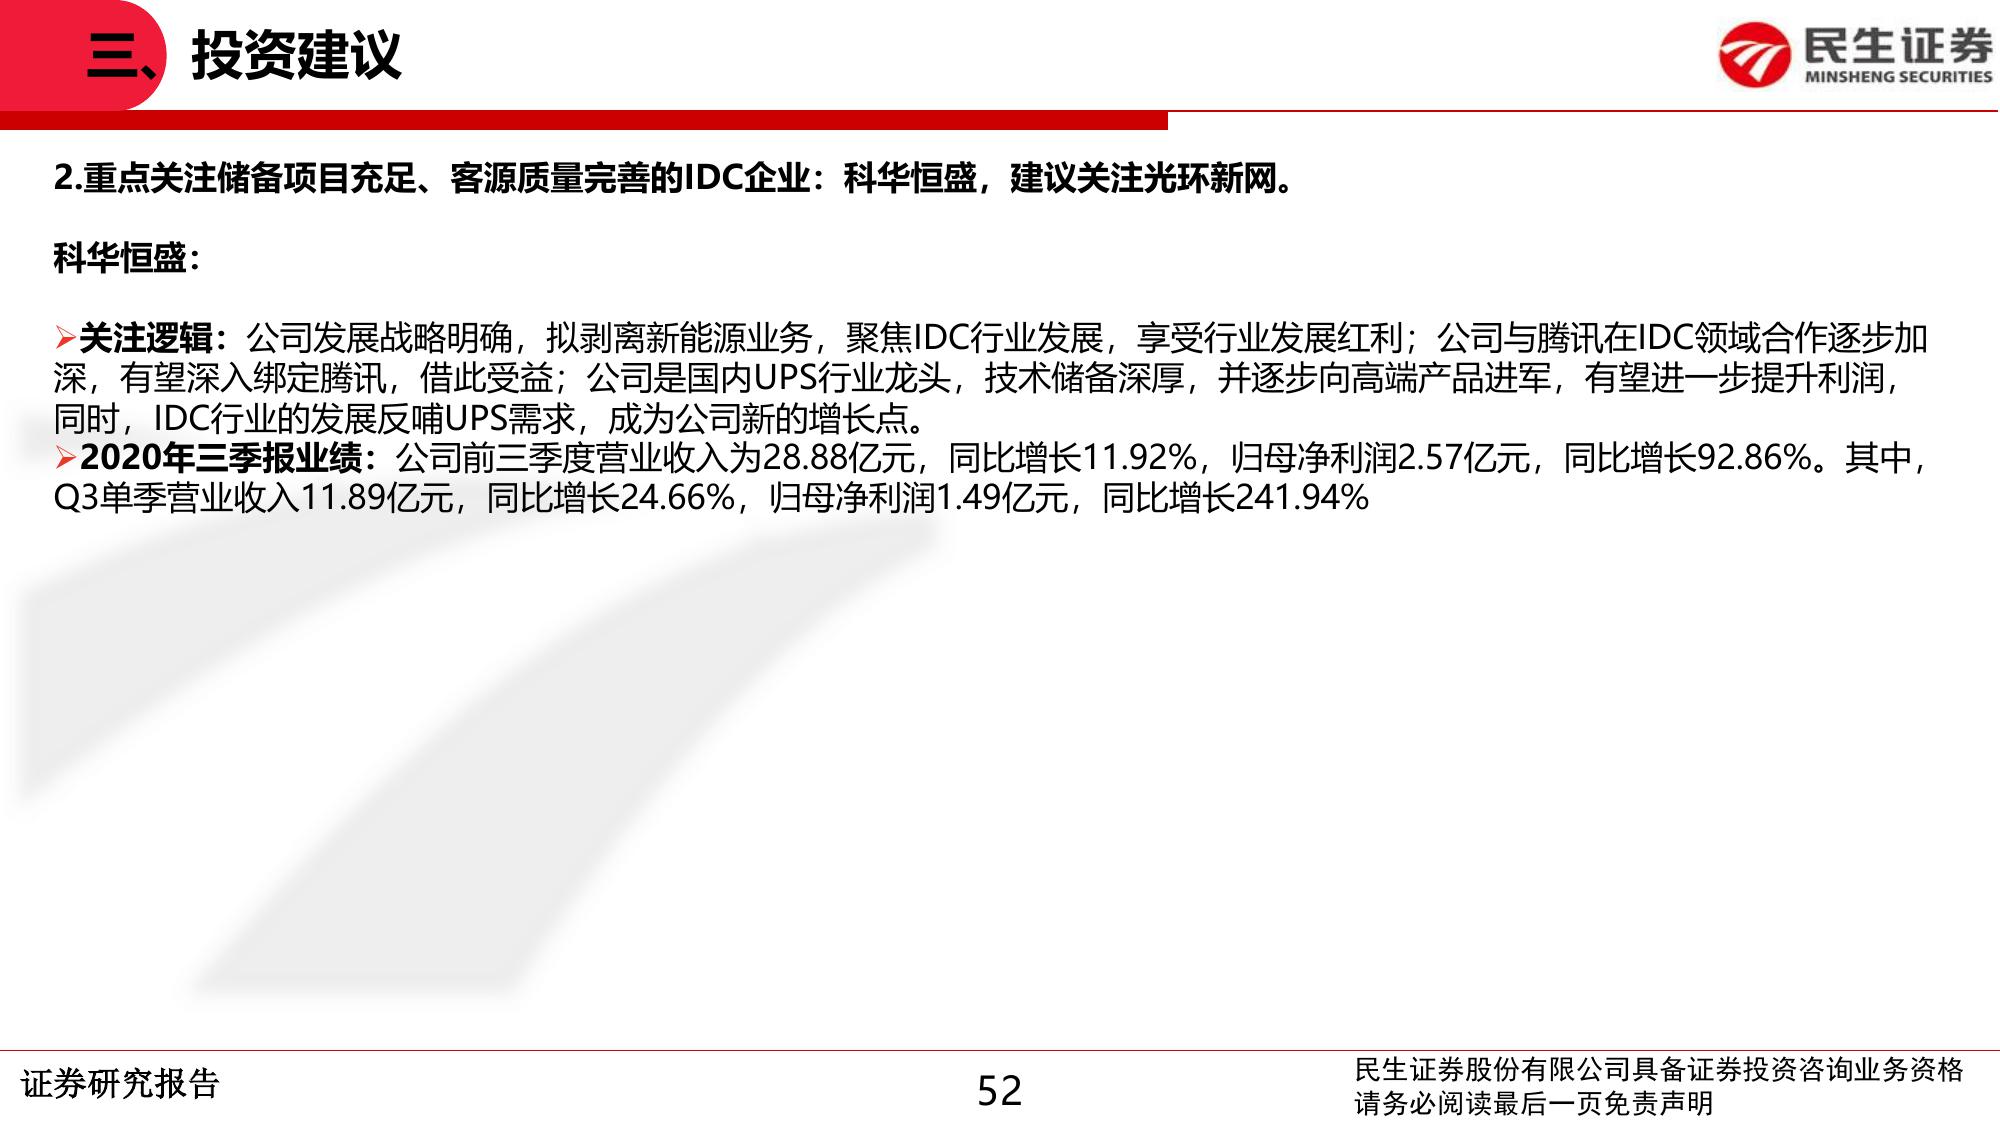 三、投资建议
民生证券
MINSHENG SECURITIES
2.重点关注储备项目充足、客源质量完善的IDC企业：科华恒盛，建议关注光环新网。
科华恒盛：
➢关注逻辑：公司发展战略明确，拟剥离新能源业务，聚焦IDC行业发展，享受行业发展红利；公司与腾讯在IDC领域合作逐步加
深，有望深入绑定腾讯，借此受益；公司是国内UPS行业龙头，技术储备深厚，并逐步向高端产品进军，有望进一步提升利润，
同时，IDC行业的发展反哺UPS需求，成为公司新的增长点。
➢2020年三季报业绩：公司前三季度营业收入为28.88亿元，同比增长11.92%，归母净利润2.57亿元，同比增长92.86%。其中，
Q3单季营业收入11.89亿元，同比增长24.66%，归母净利润1.49亿元，同比增长241.94%
证券研究报告
52
民生证券股份有限公司具备证券投资咨询业务资格
请务必阅读最后一页免责声明